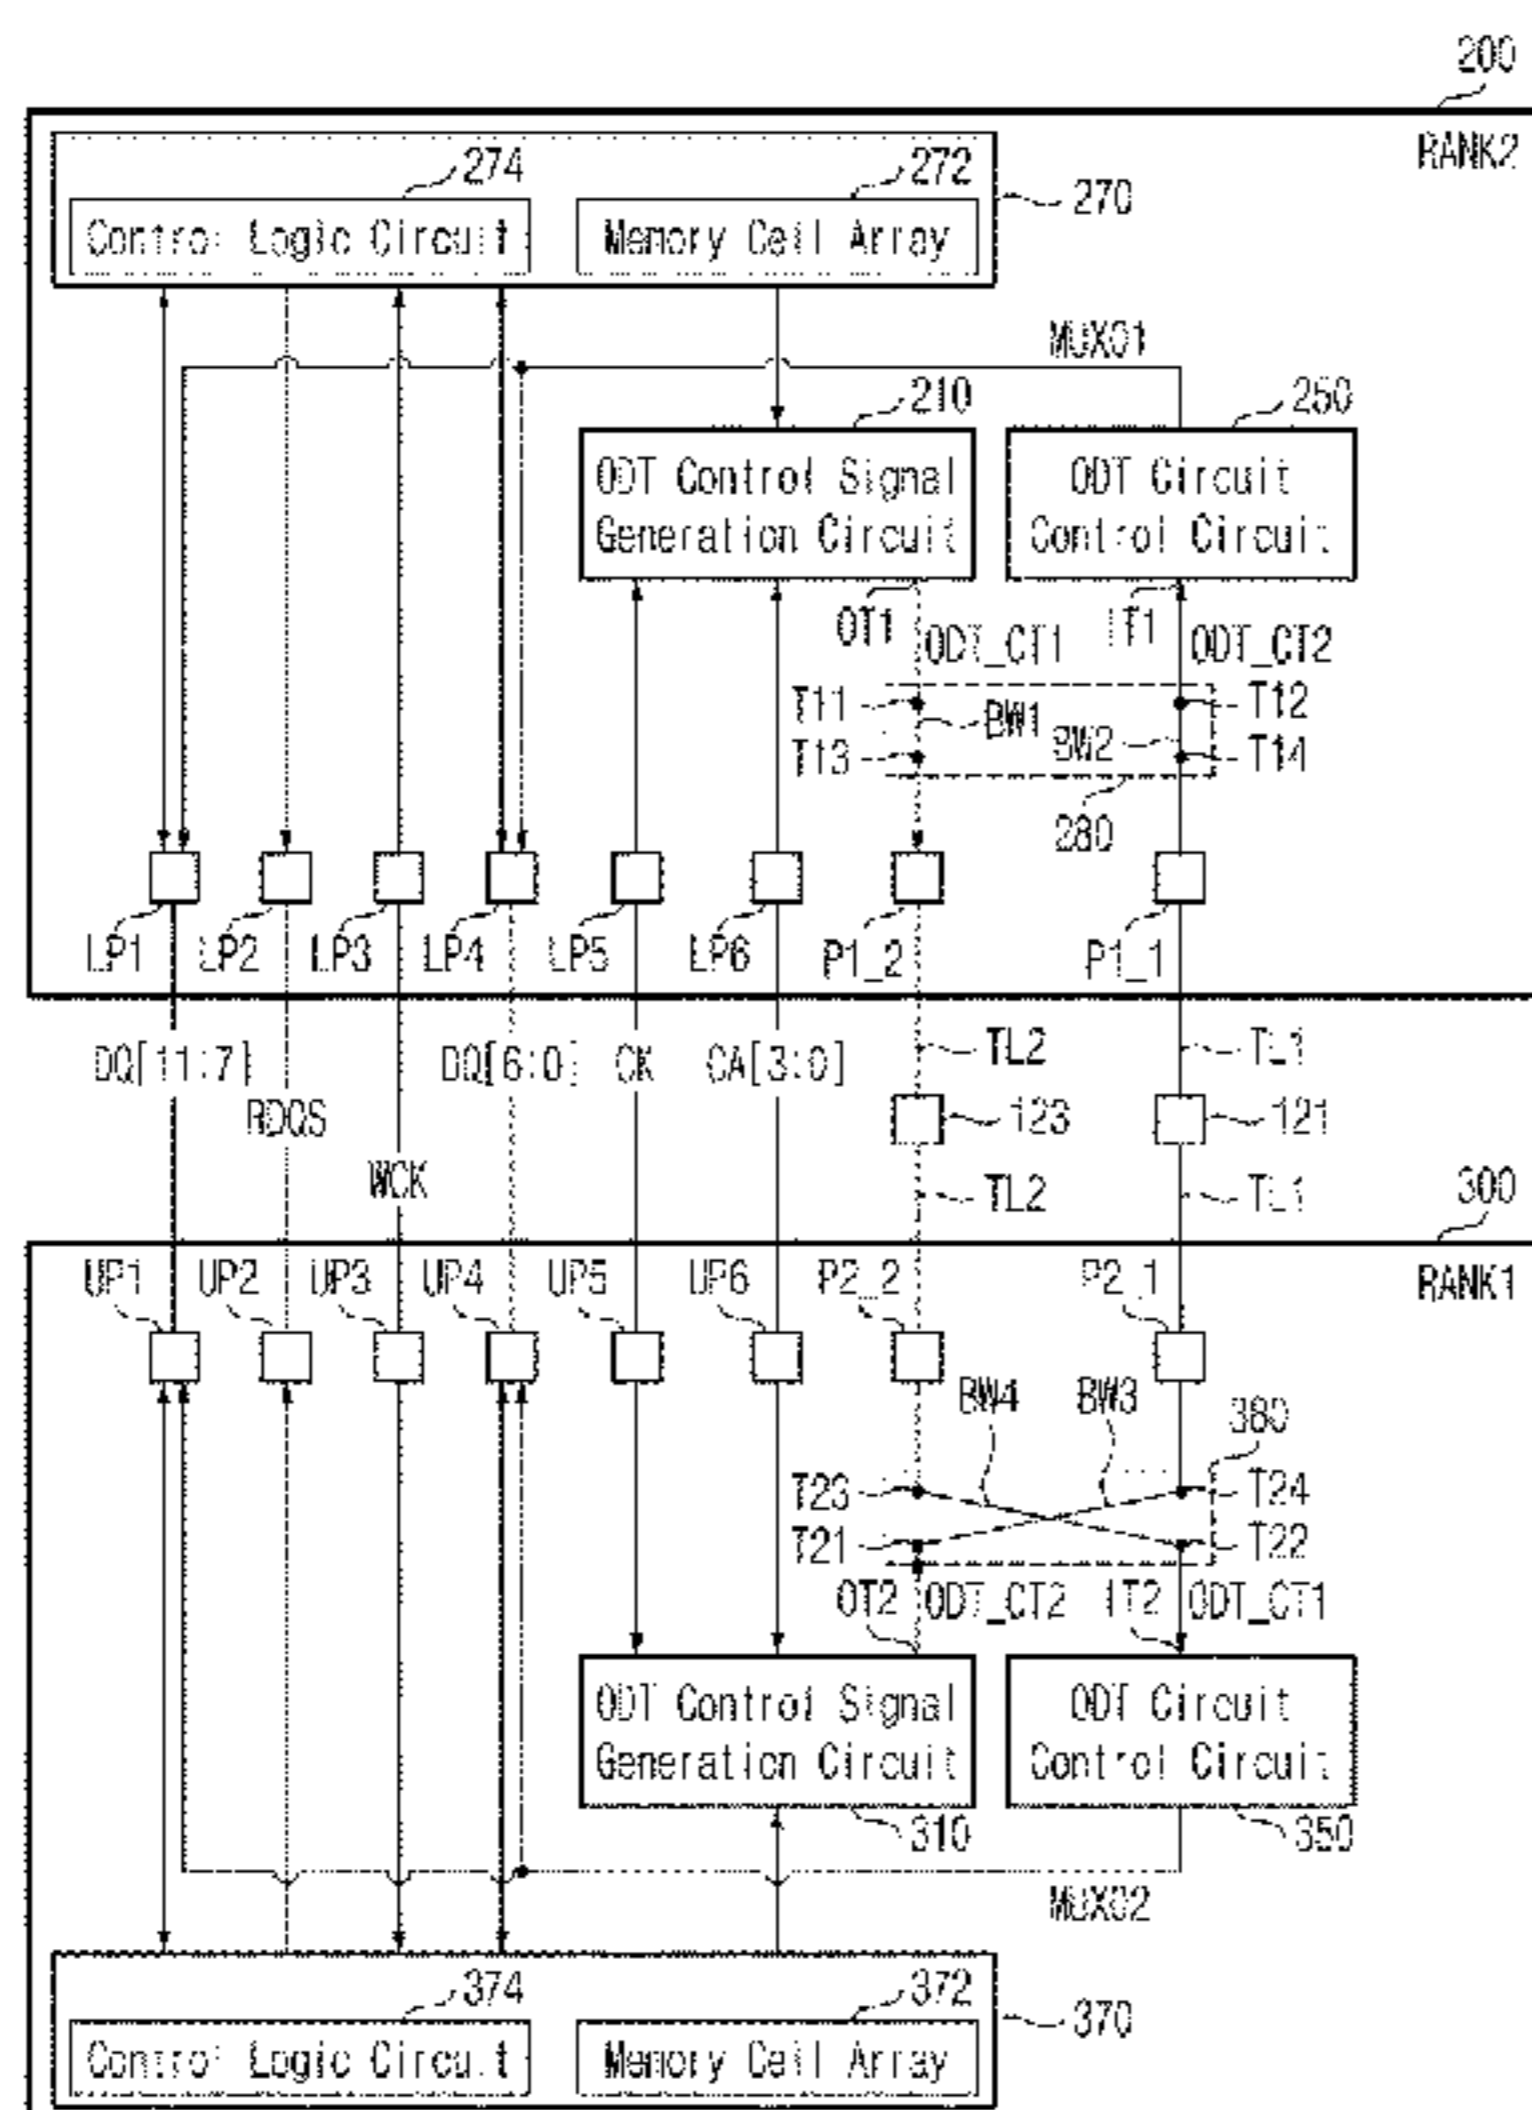 200
RANK2
274
272
270
Control Logic Circuit
Memory Cell Array
MUXO1
210
250
ODT Control Signal
Generation Circuit
ODT Circuit
Control Circuit
OT1
ODT_CT1
IT1
ODT_CT2
T11
BW1
T12
T13
BW2
T14
280
LP1
LP2
LP3
LP4
LP5
LP6
P1_2
P1_1
DQ[11:7]
RDQS
WCK
DQ[6:0]
CK
CA[3:0]
TL2
TL1
123
121
TL2
TL1
300
RANK1
UP1
UP2
UP3
UP4
UP5
UP6
P2_2
P2_1
BW4
BW3
380
T23
T24
T21
T22
OT2
ODT_CT2
IT2
ODT_CT1
ODT Control Signal
Generation Circuit
ODT Circuit
Control Circuit
310
350
MUXO2
374
372
370
Control Logic Circuit
Memory Cell Array